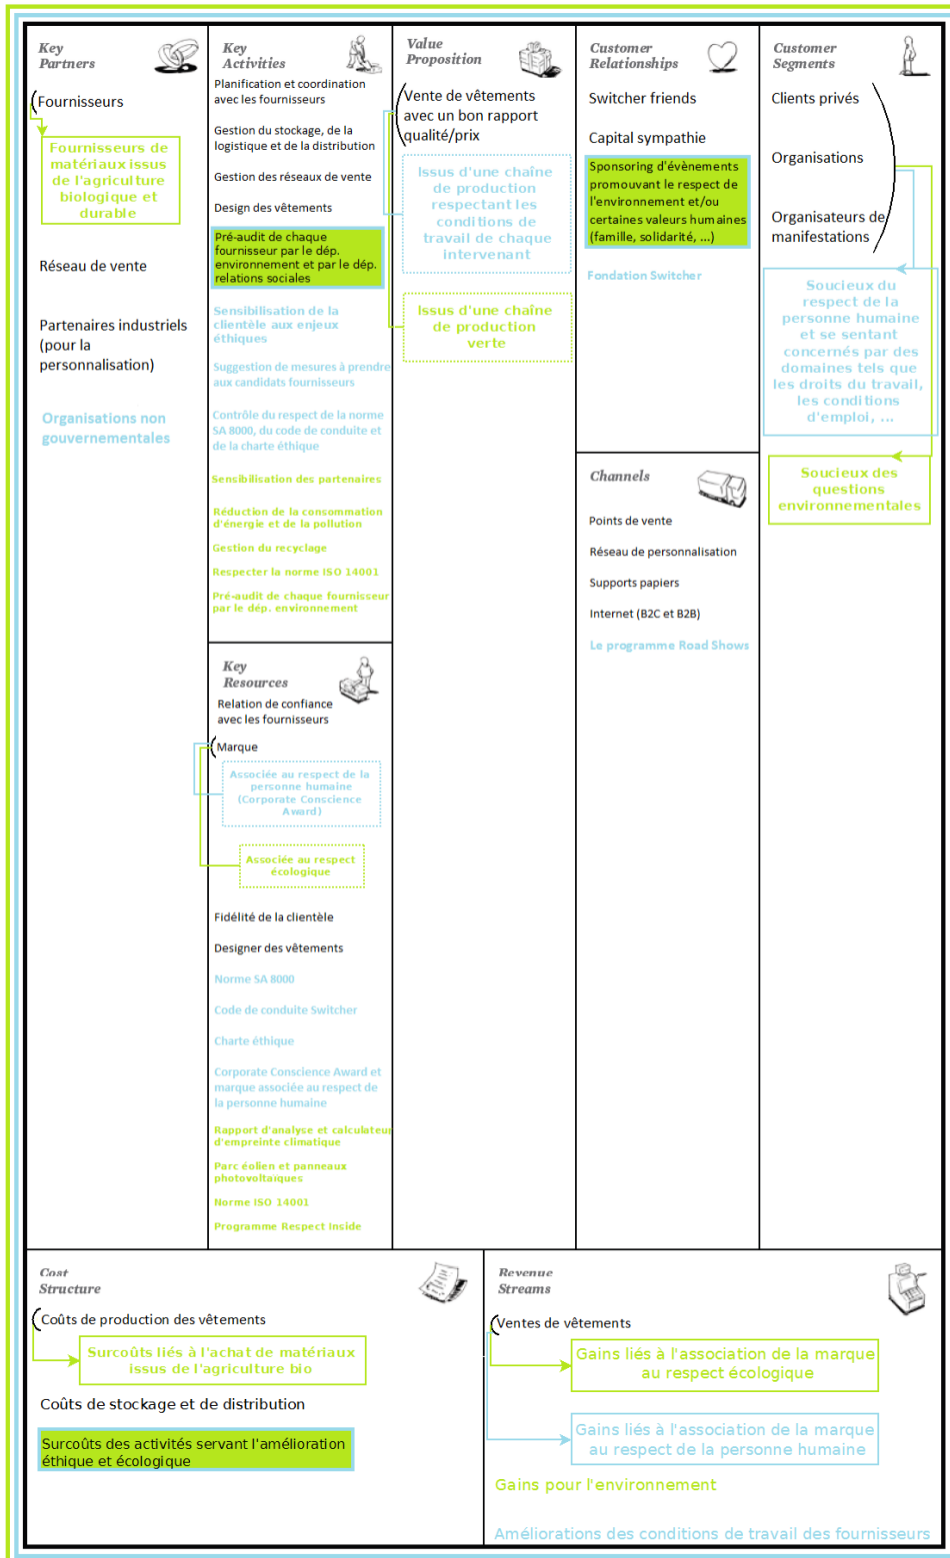 Key
Partners
Fournisseurs
Fournisseurs de
matériaux issus
de l'agriculture
biologique et
durable
Réseau de vente
Partenaires industriels
(pour la
personnalisation)
Organisations non
gouvernementales
Key
Activities
Planification et coordination
avec les fournisseurs
Gestion du stockage, de la
logistique et de la distribution
Gestion des réseaux de vente
Design des vêtements
Pré-audit de chaque
fournisseur par le dép.
environnement et par le dép.
relations sociales
Sensibilisation de la
clientèle aux enjeux
éthiques
Suggestion de mesures à prendre
aux candidats fournisseurs
Contrôle du respect de la norme
SA 8000, du code de conduite et
de la charte éthique
Sensibilisation des partenaires
Réduction de la consommation
d'énergie et de la pollution
Gestion du recyclage
Respecter la norme ISO 14001
Pré-audit de chaque fournisseur
par le dép. environnement
Key
Resources
Relation de confiance
avec les fournisseurs
Marque
Associée au respect de la
personne humaine
(Corporate Conscience
Award)
Associée au respect
écologique
Fidélité de la clientèle
Designer des vêtements
Norme SA 8000
Code de conduite Switcher
Charte éthique
Corporate Conscience Award et
marque associée au respect de
la personne humaine
Rapport d'analyse et calculateur
d'empreinte climatique
Parc éolien et panneaux
photovoltaïques
Norme ISO 14001
Programme Respect Inside
Value
Proposition
Vente de vêtements
avec un bon rapport
qualité/prix
Issus d'une chaîne
de production
respectant les
conditions de
travail de chaque
intervenant
Issus d'une chaîne
de production
verte
Customer
Relationships
Switcher friends
Capital sympathie
Sponsoring d'évènements
promouvant le respect de
l'environnement et/ou
certaines valeurs humaines
(famille, solidarité, ...)
Fondation Switcher
Channels
Points de vente
Réseau de personnalisation
Supports papiers
Internet (B2C et B2B)
Le programme Road Shows
Customer
Segments
Clients privés
Organisations
Organisateurs de
manifestations
Soucieux du
respect de la
personne humaine
et se sentant
concernés par des
domaines tels que
les droits du travail,
les conditions
d'emploi, ...
Soucieux des
questions
environnementales
Cost
Structure
Coûts de production des vêtements
Surcoûts liés à l'achat de matériaux
issus de l'agriculture bio
Coûts de stockage et de distribution
Surcoûts des activités servant l'amélioration
éthique et écologique
Revenue
Streams
Ventes de vêtements
Gains liés à l'association de la marque
au respect écologique
Gains liés à l'association de la marque
au respect de la personne humaine
Gains pour l'environnement
Améliorations des conditions de travail des fournisseurs